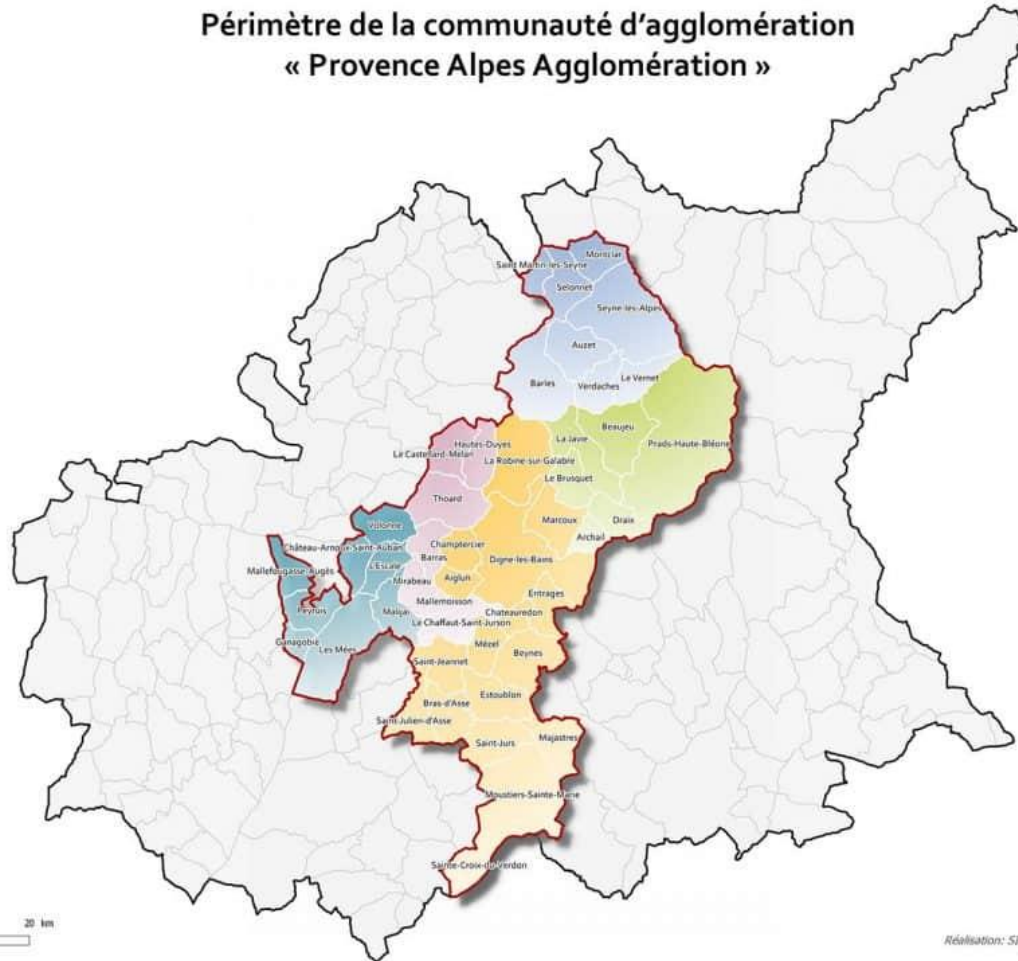 Périmètre de la communauté d'agglomération
« Provence Alpes Agglomération »
Montclar
Saint Martin-les-Seyne
Selonnet
Seyne-les-Alpes
Auzet
Le Vernet
Barles
Verdaches
Beaujeu
La Javie
Prads-Haute-Bléone
Hautes-Duyes
Le Castellard-Mélan
La Robine-sur-Galabre
Le Brusquet
Thoard
Marcoux
Draix
Volonne
Archail
Château-Arnoux-Saint-Auban
Champtercier
Barras
Digne-les-Bains
L'Escale
Mallefougasse-Augès
Mirabeau
Aiglun
Entrages
Mallemoisson
Peyruis
Malijai
Chateauredon
Le Chaffaut-Saint-Jurson
Ganagobie
Les Mées
Mézel
Beynes
Saint-Jeannet
Estoublon
Bras-d'Asse
Saint-Julien-d'Asse
Majastres
Saint-Jurs
Moustiers-Sainte-Marie
Sainte-Croix-du-Verdon
20 km
Réalisation: